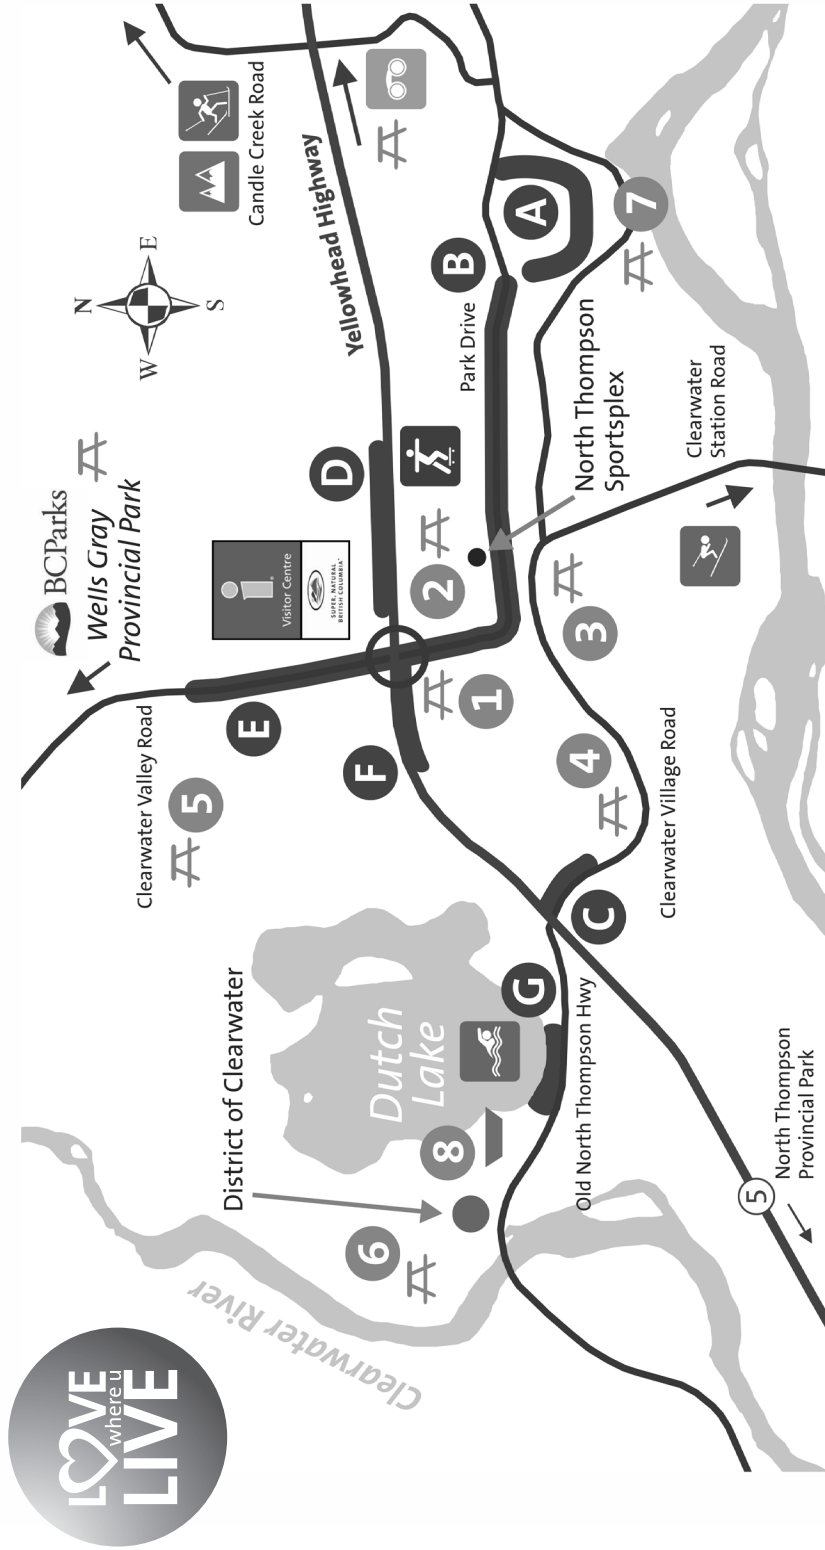 LOVE
where u
LIVE
Clearwater River
6
District of Clearwater
8
Dutch
Lake
G
Old North Thompson Hwy
5
North Thompson
Provincial Park
C
Clearwater Village Road
4
Clearwater Valley Road
5
E
F
1
BCParks
Wells Gray
Provincial Park
i
Visitor Centre
SUPER, NATURAL
BRITISH COLUMBIA
2
3
D
North Thompson
Sportsplex
Park Drive
Clearwater
Station Road
N
W
E
S
Yellowhead Highway
B
A
7
Candle Creek Road